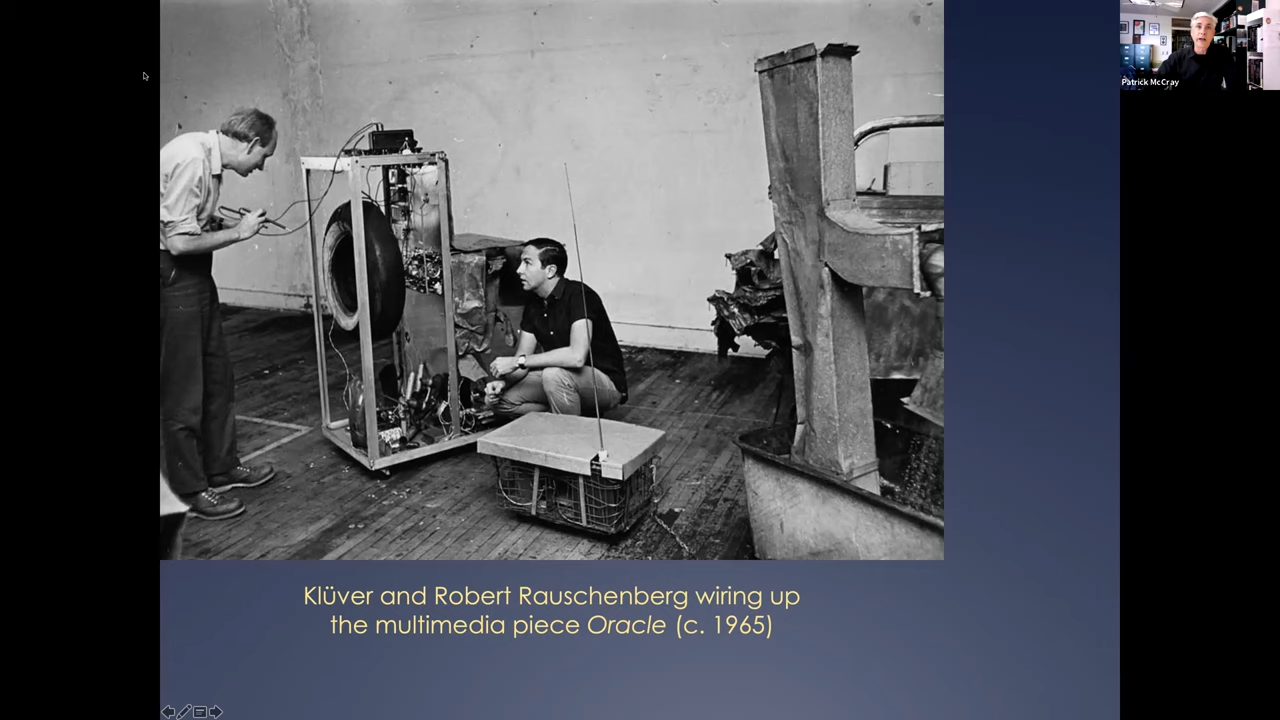 Patrick McCray
Klüver and Robert Rauschenberg wiring up
the multimedia piece Oracle (c. 1965)